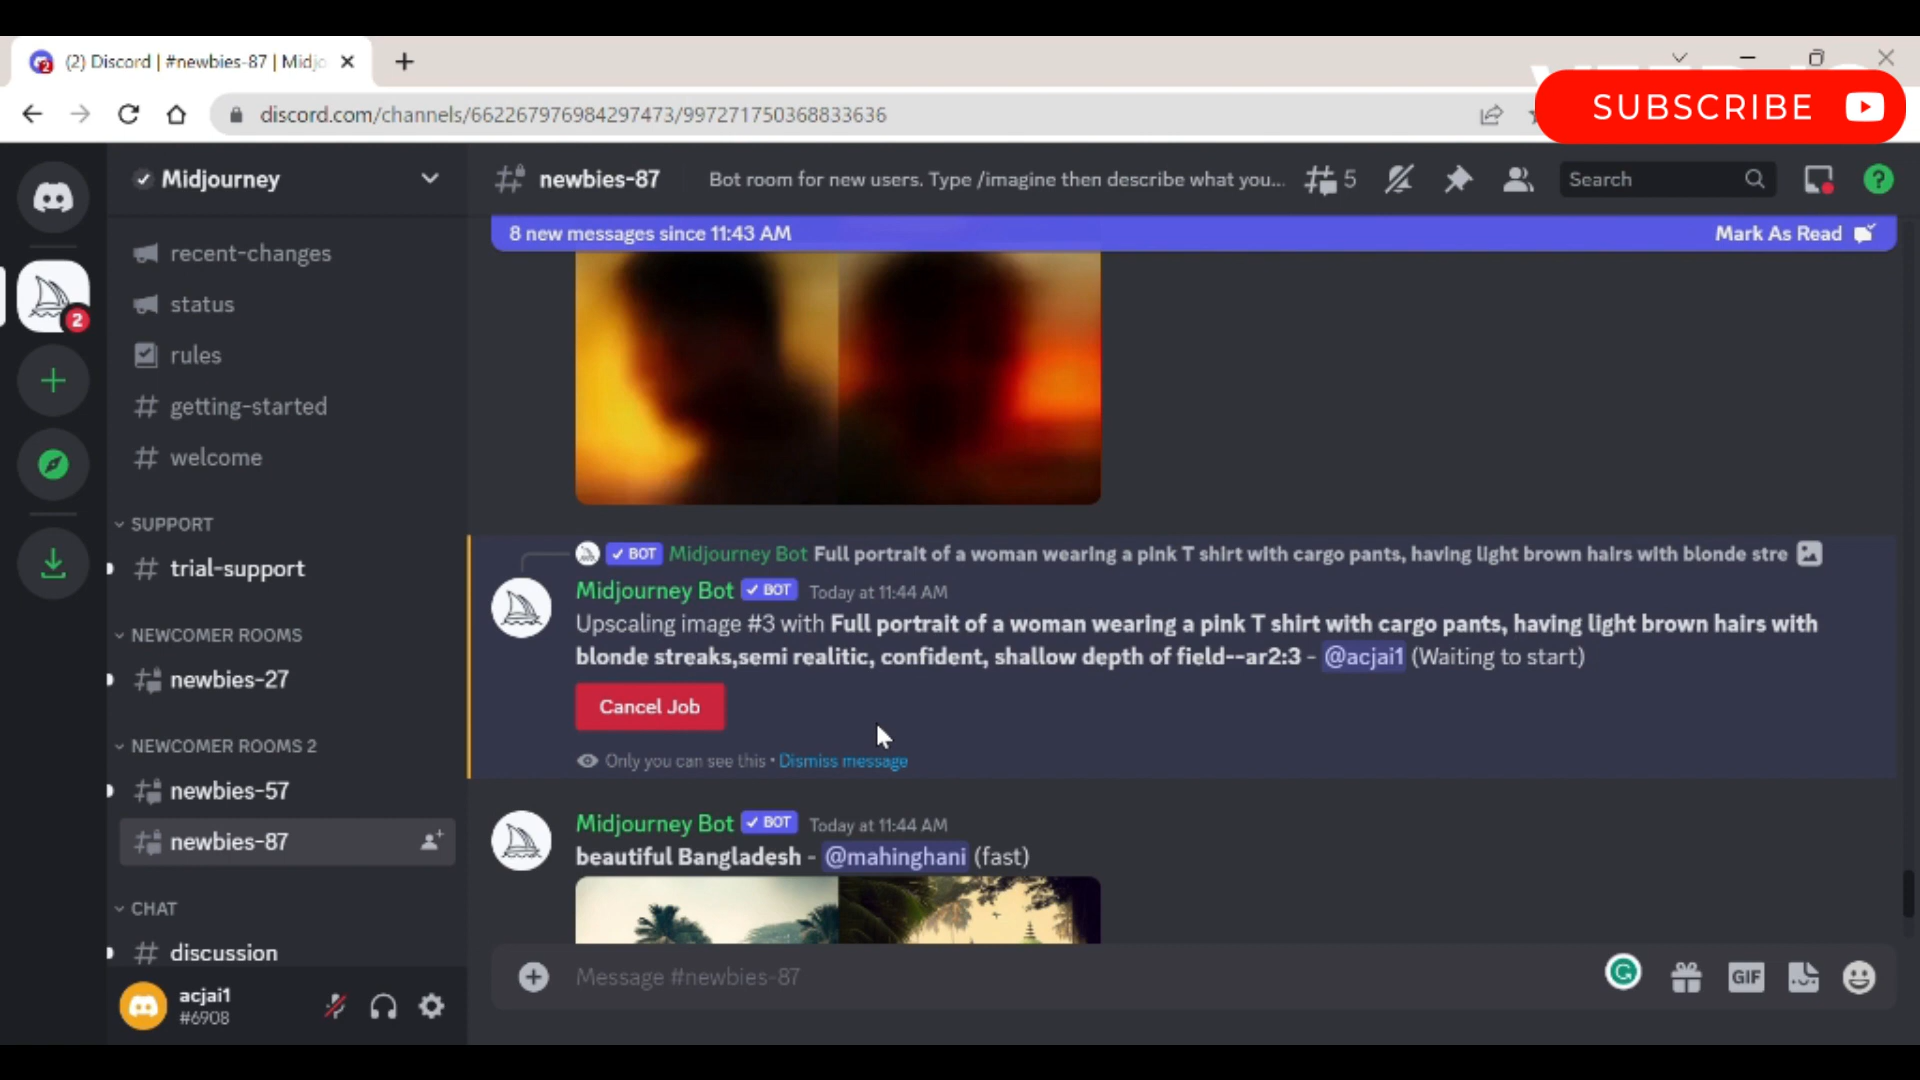 (2) Discord | #newbies-87 | Midjo
discord.com/channels/662267976984297473/997271750368833636
SUBSCRIBE
Midjourney
newbies-87
Bot room for new users. Type /imagine then describe what you...
5
Search
8 new messages since 11:43 AM
Mark As Read
2
recent-changes
status
rules
getting-started
welcome
SUPPORT
trial-support
NEWCOMER ROOMS
newbies-27
NEWCOMER ROOMS 2
newbies-57
newbies-87
CHAT
discussion
acjai1
#6908
BOT Midjourney Bot Full portrait of a woman wearing a pink T shirt with cargo pants, having light brown hairs with blonde stre
Midjourney Bot BOT Today at 11:44 AM
Upscaling image #3 with Full portrait of a woman wearing a pink T shirt with cargo pants, having light brown hairs with
blonde streaks,semi realitic, confident, shallow depth of field--ar2:3 - @acjai1 (Waiting to start)
Cancel Job
Only you can see this • Dismiss message
Midjourney Bot BOT Today at 11:44 AM
beautiful Bangladesh - @mahinghani (fast)
Message #newbies-87
GIF